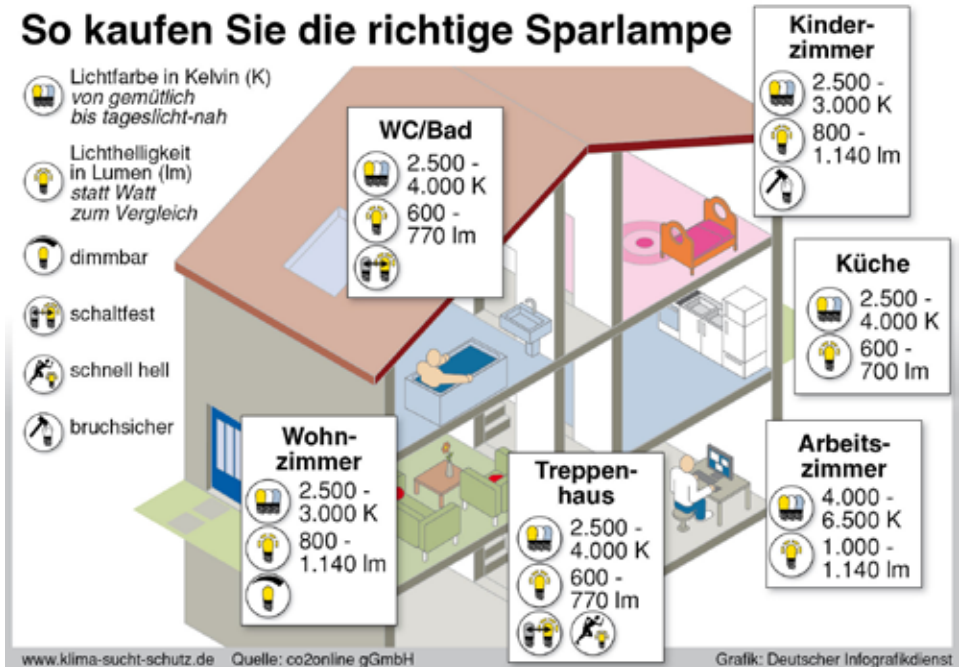 So kaufen Sie die richtige Sparlampe
Lichtfarbe in Kelvin (K)
von gemütlich
bis tageslicht-nah
Lichthelligkeit
in Lumen (lm)
statt Watt
zum Vergleich
dimmbar
schaltfest
schnell hell
bruchsicher
WC/Bad
2.500 -
4.000 K
600 -
770 lm
Kinder-
zimmer
2.500 -
3.000 K
800 -
1.140 lm
Küche
2.500 -
4.000 K
600 -
700 lm
Wohn-
zimmer
2.500 -
3.000 K
800 -
1.140 lm
Treppen-
haus
2.500 -
4.000 K
600 -
770 lm
Arbeits-
zimmer
4.000 -
6.500 K
1.000 -
1.140 lm
www.klima-sucht-schutz.de Quelle: co2online gGmbH Grafik: Deutscher Infografikdienst